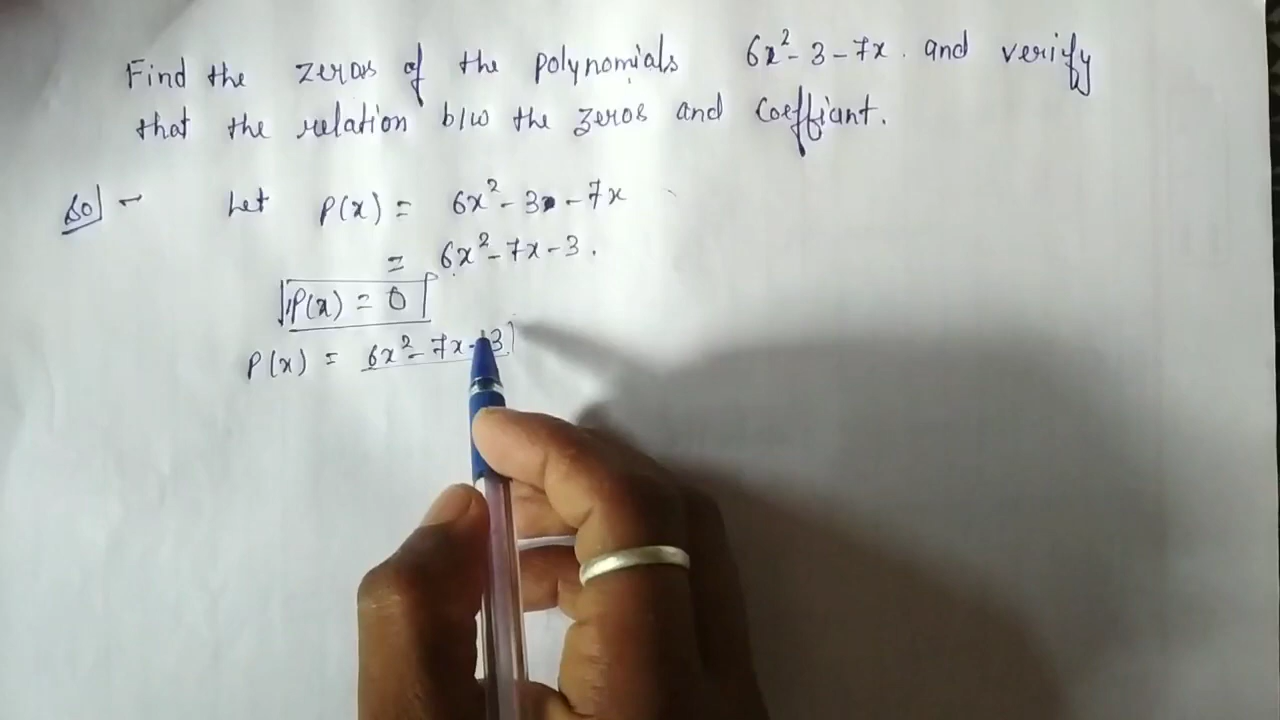 Find the zeros of the polynomials 6x² - 3 - 7x . and verify
that the relation b/w the zeros and coeffiant.
Sol - Let P(x) = 6x² - 3 - 7x
= 6x² - 7x - 3 .
P(x) = 0
P(x) = 6x² - 7x - 3